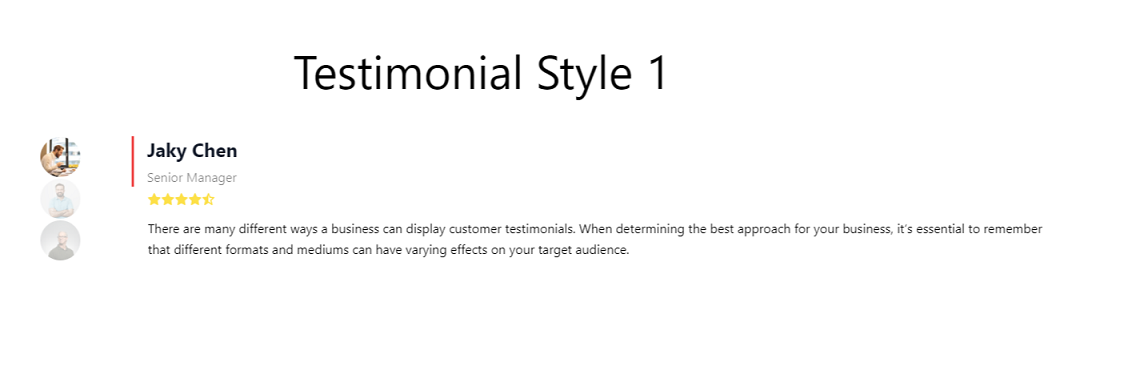 Testimonial Style 1
Jaky Chen
Senior Manager
There are many different ways a business can display customer testimonials. When determining the best approach for your business, it's essential to remember
that different formats and mediums can have varying effects on your target audience.